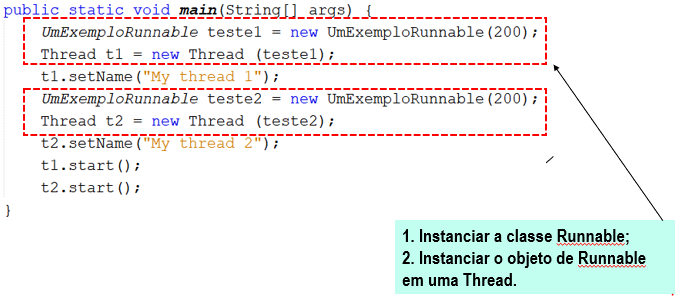 public static void main(String[] args) {
UmExemploRunnable teste1 = new UmExemploRunnable(200);
Thread t1 = new Thread (teste1);
t1.setName("My thread 1");
UmExemploRunnable teste2 = new UmExemploRunnable(200);
Thread t2 = new Thread (teste2);
t2.setName("My thread 2");
t1.start();
t2.start();
}
1. Instanciar a classe Runnable;
2. Instanciar o objeto de Runnable
em uma Thread.